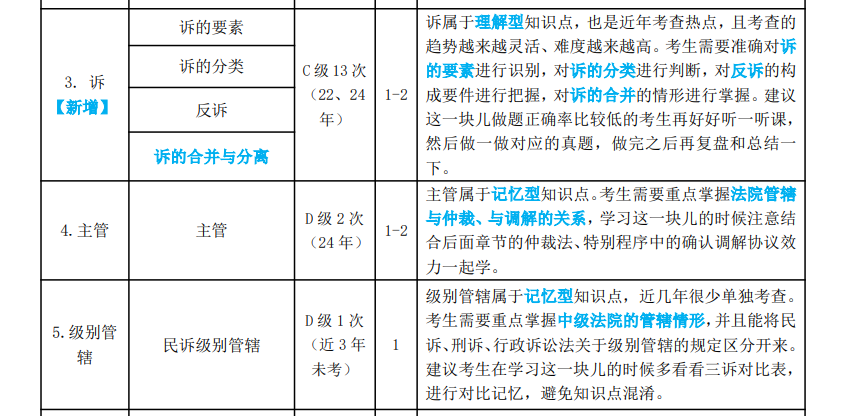 3. 诉
【新增】
诉的要素
诉的分类
反诉
诉的合并与分离
C 级 13 次
（22、24
年）
1-2
诉属于理解型知识点，也是近年考查热点，且考查的
趋势越来越灵活、难度越来越高。考生需要准确对诉
的要素进行识别，对诉的分类进行判断，对反诉的构
成要件进行把握，对诉的合并的情形进行掌握。建议
这一块儿做题正确率比较低的考生再好好听一听课，
然后做一做对应的真题，做完之后再复盘和总结一
下。
4.主管
主管
D 级 2 次
（24 年）
1-2
主管属于记忆型知识点。考生需要重点掌握法院管辖
与仲裁、与调解的关系，学习这一块儿的时候注意结
合后面章节的仲裁法、特别程序中的确认调解协议效
力一起学。
5.级别管
辖
民诉级别管辖
D 级 1 次
（近 3 年
未考）
1
级别管辖属于记忆型知识点，近几年很少单独考查。
考生需要重点掌握中级法院的管辖情形，并且能将民
诉、刑诉、行政诉讼法关于级别管辖的规定区分开来。
建议考生在学习这一块儿的时候多看看三诉对比表，
进行对比记忆，避免知识点混淆。